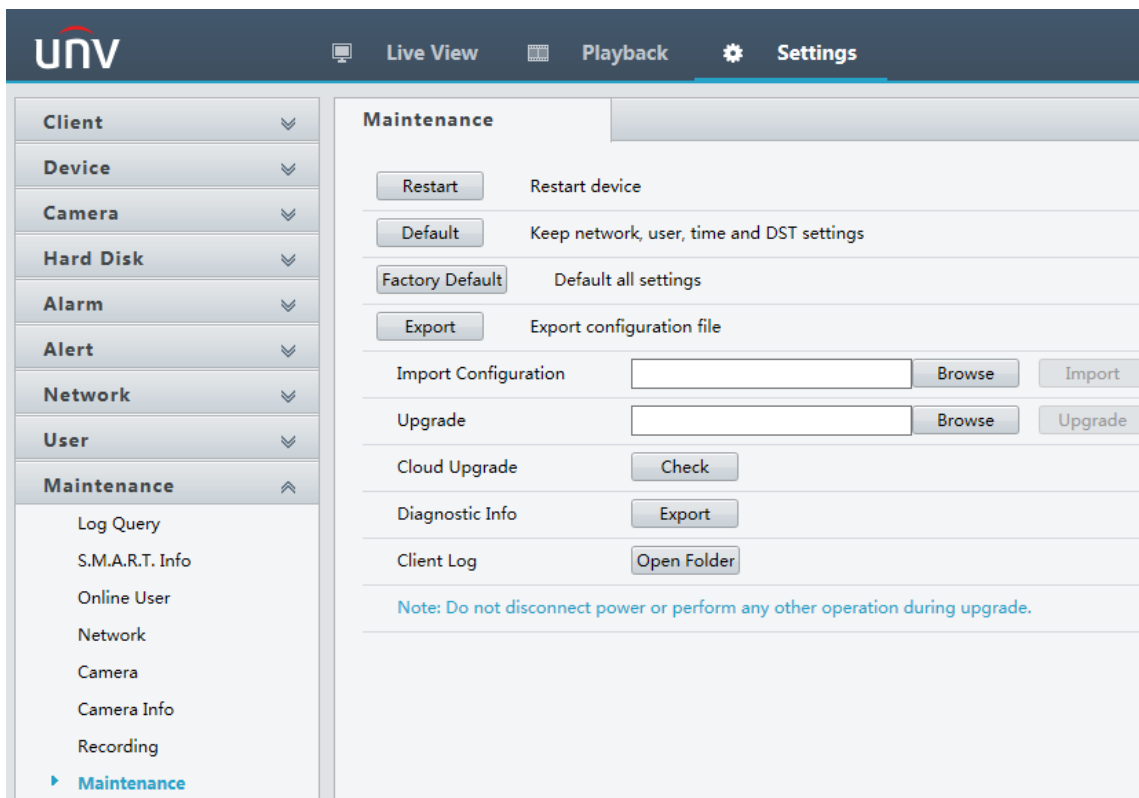 unv
Live View Playback Settings
Client
Device
Camera
Hard Disk
Alarm
Alert
Network
User
Maintenance
Log Query
S.M.A.R.T. Info
Online User
Network
Camera
Camera Info
Recording
Maintenance
Maintenance
Restart Restart device
Default Keep network, user, time and DST settings
Factory Default Default all settings
Export Export configuration file
Import Configuration Browse Import
Upgrade Browse Upgrade
Cloud Upgrade Check
Diagnostic Info Export
Client Log Open Folder
Note: Do not disconnect power or perform any other operation during upgrade.